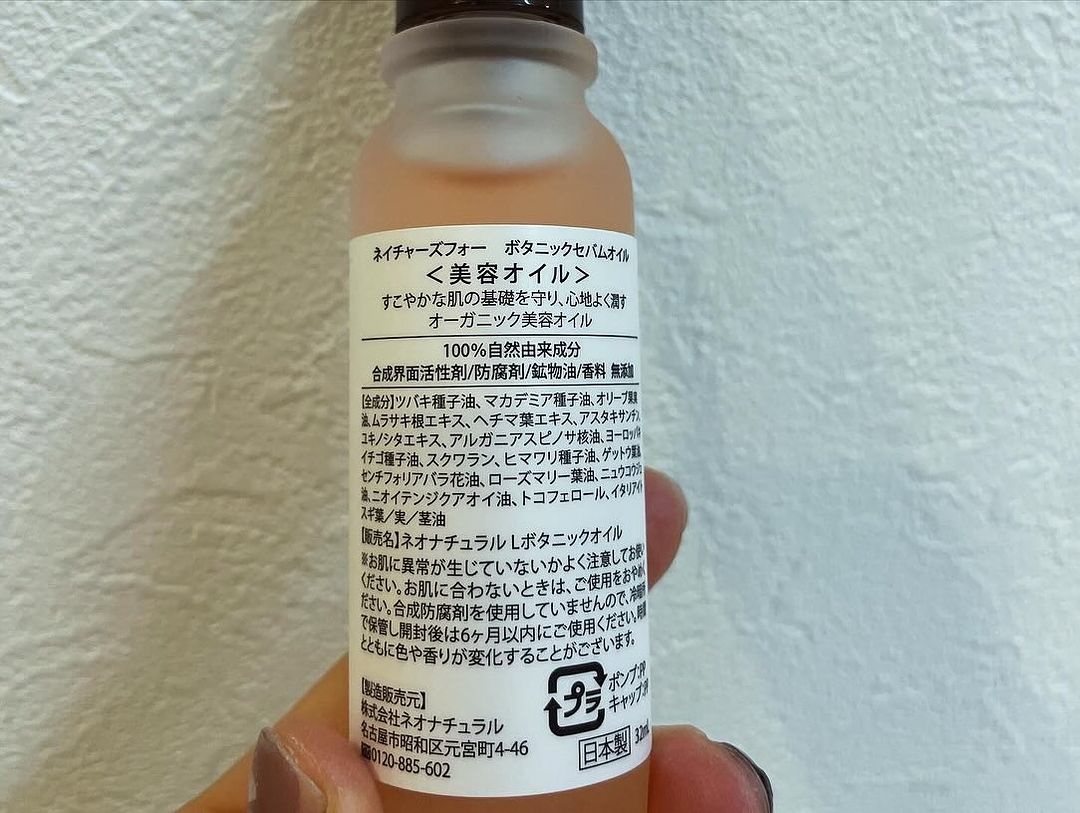 ネイチャーズフォー ボタニックセバムオイル
＜美容オイル＞
すこやかな肌の基礎を守り、心地よく潤す
オーガニック美容オイル
100%自然由来成分
合成界面活性剤/防腐剤/鉱物油/香料 無添加
【全成分】ツバキ種子油、マカデミア種子油、オリーブ果実
油、ムラサキ根エキス、ヘチマ葉エキス、アスタキサンチン、
ユキノシタエキス、アルガニアスピノサ核油、ヨーロッパキ
イチゴ種子油、スクワラン、ヒマワリ種子油、ゲットウ葉油、
センチフォリアバラ花油、ローズマリー葉油、ニュウコウジュ
油、ニオイテンジクアオイ油、トコフェロール、イタリアイト
スギ葉／実／茎油
【販売名】ネオナチュラル Lボタニックオイル
※お肌に異常が生じていないかよく注意してお使い
ください。お肌に合わないときは、ご使用をおやめく
ださい。合成防腐剤を使用していませんので、冷暗所
で保管し開封後は6ヶ月以内にご使用ください。時間
とともに色や香りが変化することがございます。
【製造販売元】
株式会社ネオナチュラル
名古屋市昭和区元宮町4-46
0120-885-602
プラ
ポンプ:PP
キャップ:PP
日本製 32mL